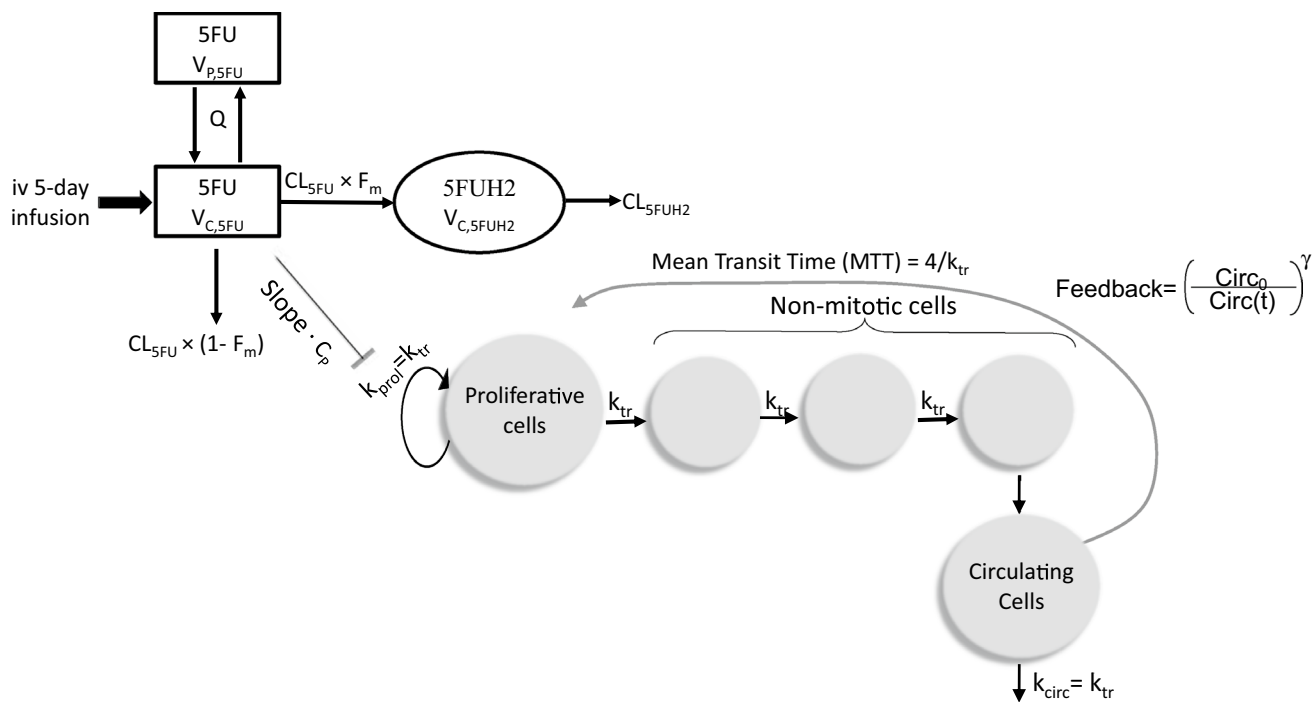 5FU
V_P,5FU
Q
iv 5-day
infusion
5FU
V_C,5FU
CL_5FU × F_m
5FUH2
V_C,5FUH2
CL_5FUH2
CL_5FU × (1- F_m)
Slope · C_P
k_prol=k_tr
Mean Transit Time (MTT) = 4/k_tr
Feedback= (Circ_0 / Circ(t))^γ
Non-mitotic cells
Proliferative
cells
k_tr
k_tr
k_tr
Circulating
Cells
k_circ= k_tr